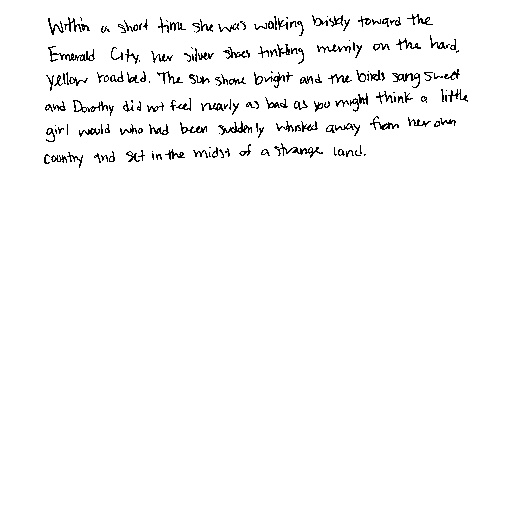 Within a short time she was walking briskly toward the
Emerald City, her silver shoes tinkling merrily on the hard,
yellow roadbed. The sun shone bright and the birds sang sweet
and Dorothy did not feel nearly as bad as you might think a little
girl would who had been suddenly whisked away from her own
country and set in the midst of a strange land.